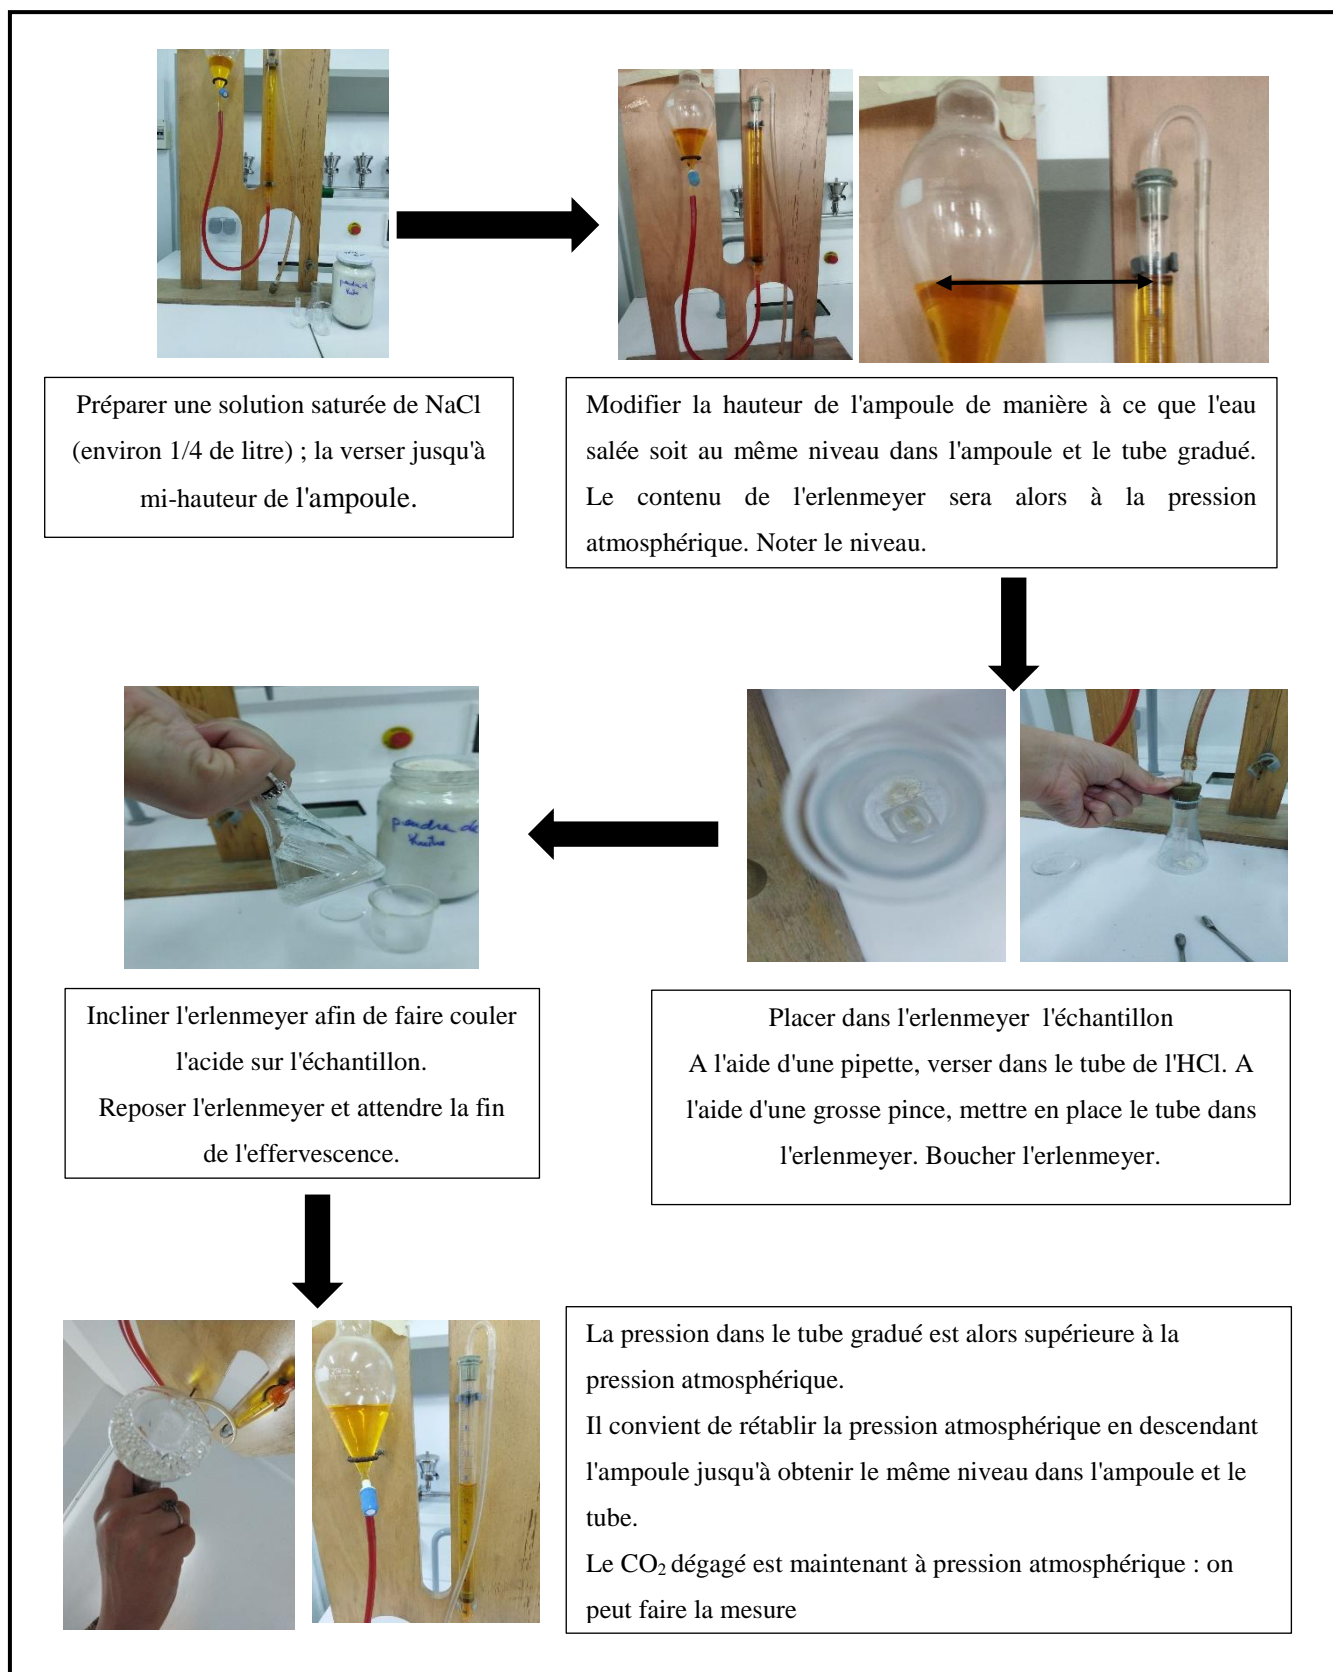 Préparer une solution saturée de NaCl
(environ 1/4 de litre) ; la verser jusqu'à
mi-hauteur de l'ampoule.
Modifier la hauteur de l'ampoule de manière à ce que l'eau
salée soit au même niveau dans l'ampoule et le tube gradué.
Le contenu de l'erlenmeyer sera alors à la pression
atmosphérique. Noter le niveau.
Placer dans l'erlenmeyer l'échantillon
A l'aide d'une pipette, verser dans le tube de l'HCl. A
l'aide d'une grosse pince, mettre en place le tube dans
l'erlenmeyer. Boucher l'erlenmeyer.
poudre de
Incliner l'erlenmeyer afin de faire couler
l'acide sur l'échantillon.
Reposer l'erlenmeyer et attendre la fin
de l'effervescence.
La pression dans le tube gradué est alors supérieure à la
pression atmosphérique.
Il convient de rétablir la pression atmosphérique en descendant
l'ampoule jusqu'à obtenir le même niveau dans l'ampoule et le
tube.
Le CO₂ dégagé est maintenant à pression atmosphérique : on
peut faire la mesure